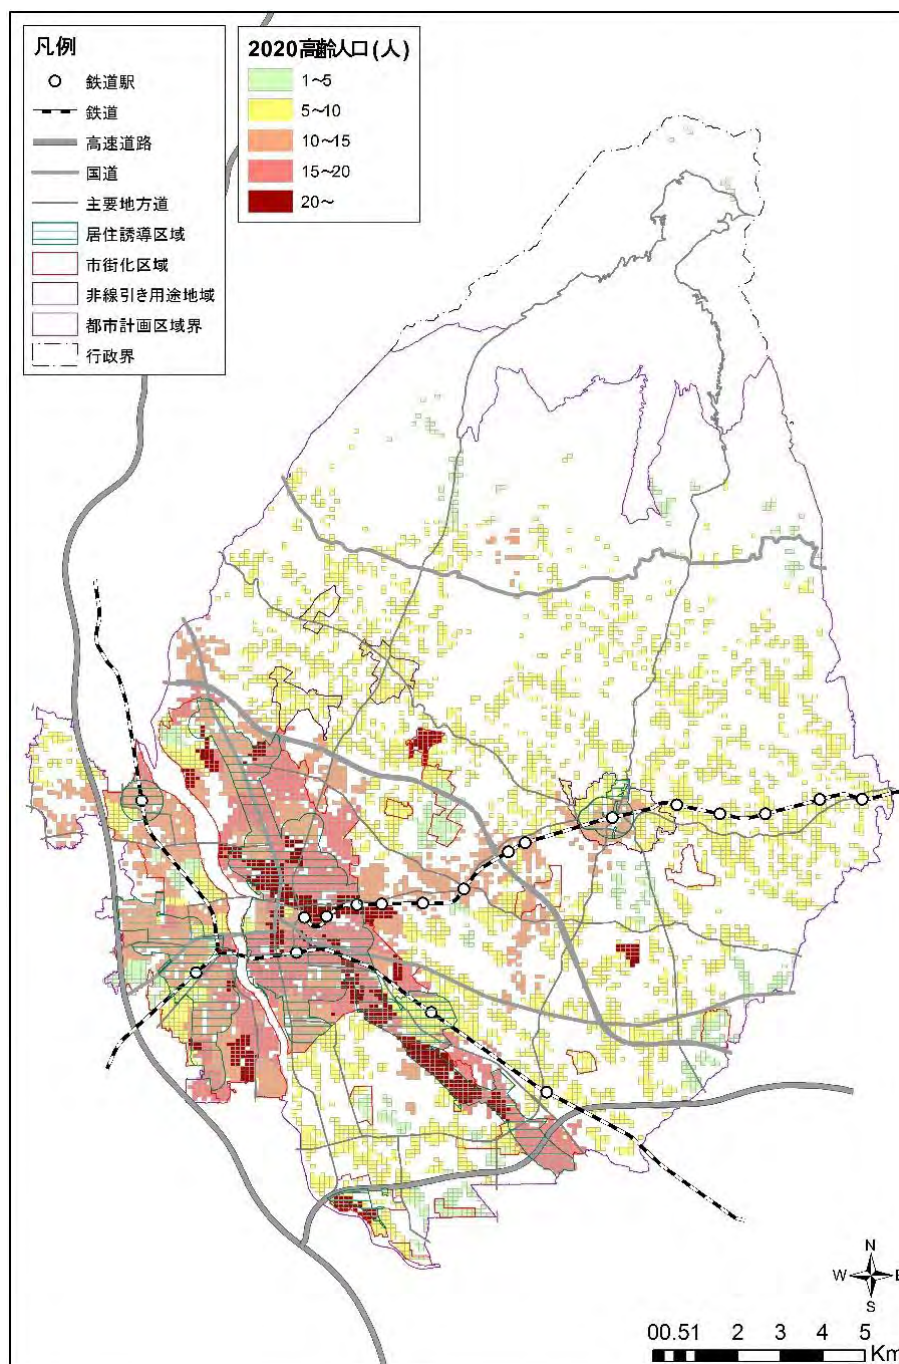 凡例
鉄道駅
鉄道
高速道路
国道
主要地方道
居住誘導区域
市街化区域
非線引き用途地域
都市計画区域界
行政界
2020高齢人口(人)
1～5
5～10
10～15
15～20
20～
N
W E
S
00.51 2 3 4 5
Km